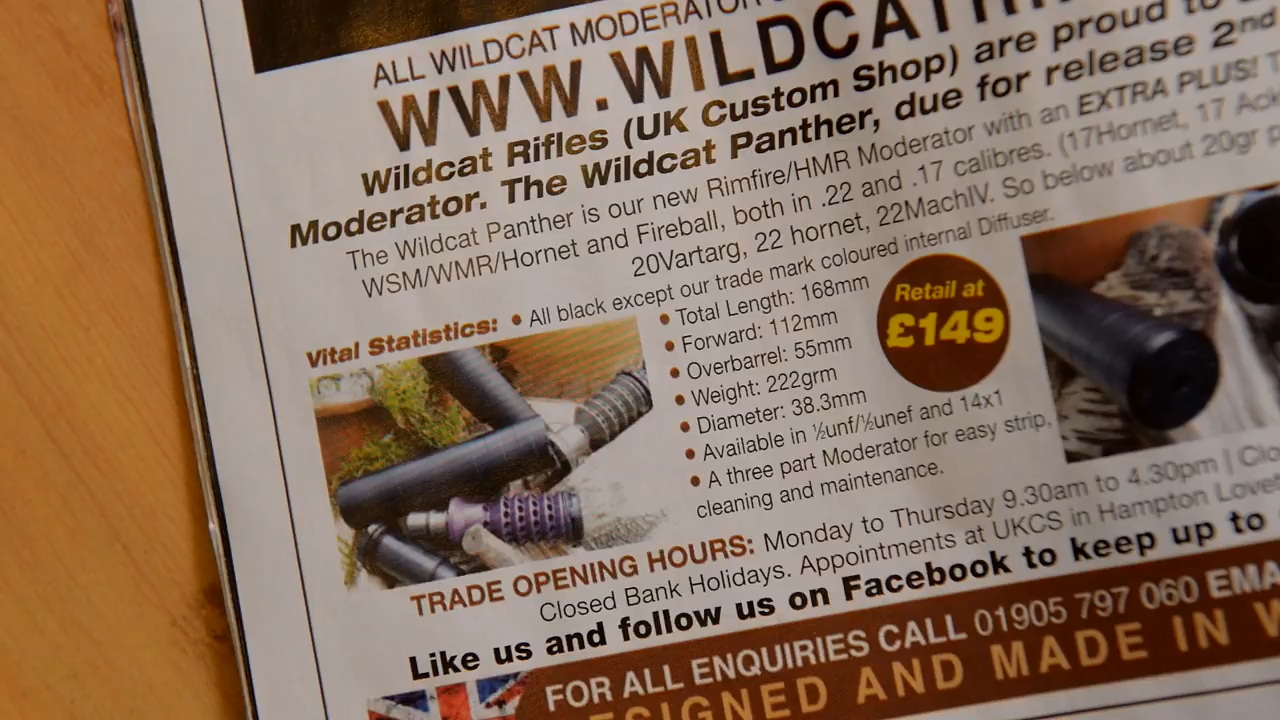 ALL WILDCAT MODERATOR
WWW.WILDCAT
Wildcat Rifles (UK Custom Shop) are proud to
Moderator. The Wildcat Panther, due for release 2nd
The Wildcat Panther is our new Rimfire/HMR Moderator with an EXTRA PLUS!
WSM/WMR/Hornet and Fireball, both in .22 and .17 calibres. (17Hornet, 17
20Vartarg, 22 hornet, 22MachIV. So below about 20gr
Vital Statistics: • All black except our trade mark coloured internal Diffuser.
• Total Length: 168mm
• Forward: 112mm
• Overbarrel: 55mm
• Weight: 222grm
• Diameter: 38.3mm
• Available in ½unf/½unef and 14x1
• A three part Moderator for easy strip,
cleaning and maintenance.
Retail at
£149
TRADE OPENING HOURS: Monday to Thursday 9.30am to 4.30pm |
Closed Bank Holidays. Appointments at UKCS in Hampton
Like us and follow us on Facebook to keep up to
FOR ALL ENQUIRIES CALL 01905 797 060
AND MADE IN